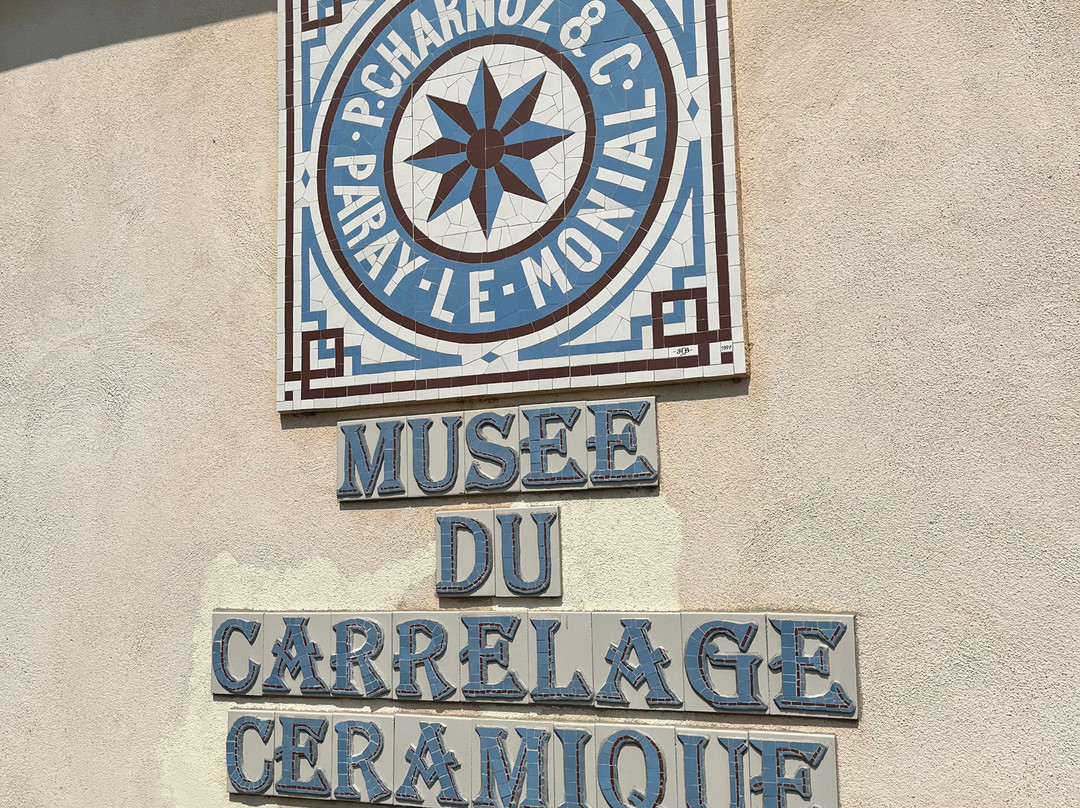 P.CHARNOZ & C.
PARAY-LE-MONIAL
MUSEE
DU
CARRELAGE
CERAMIQUE